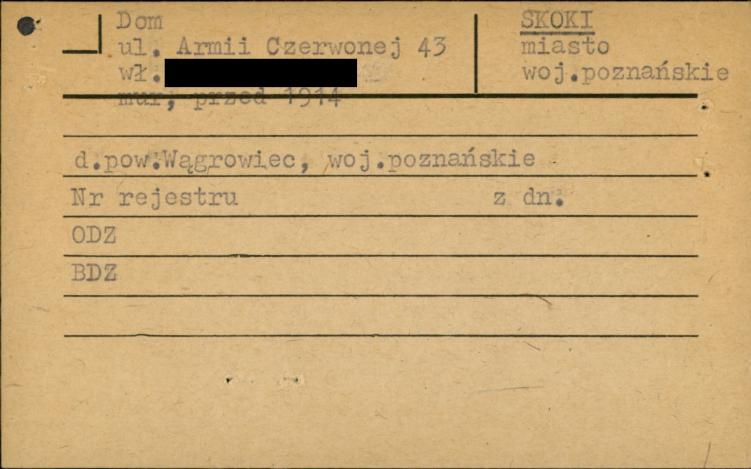 Dom
ul. Armii Czerwonej 43
wł.
mur, przed 1914
SKOKI
miasto
woj.poznańskie
d.pow.Wągrowiec, woj.poznańskie
Nr rejestru z dn.
ODZ
BDZ